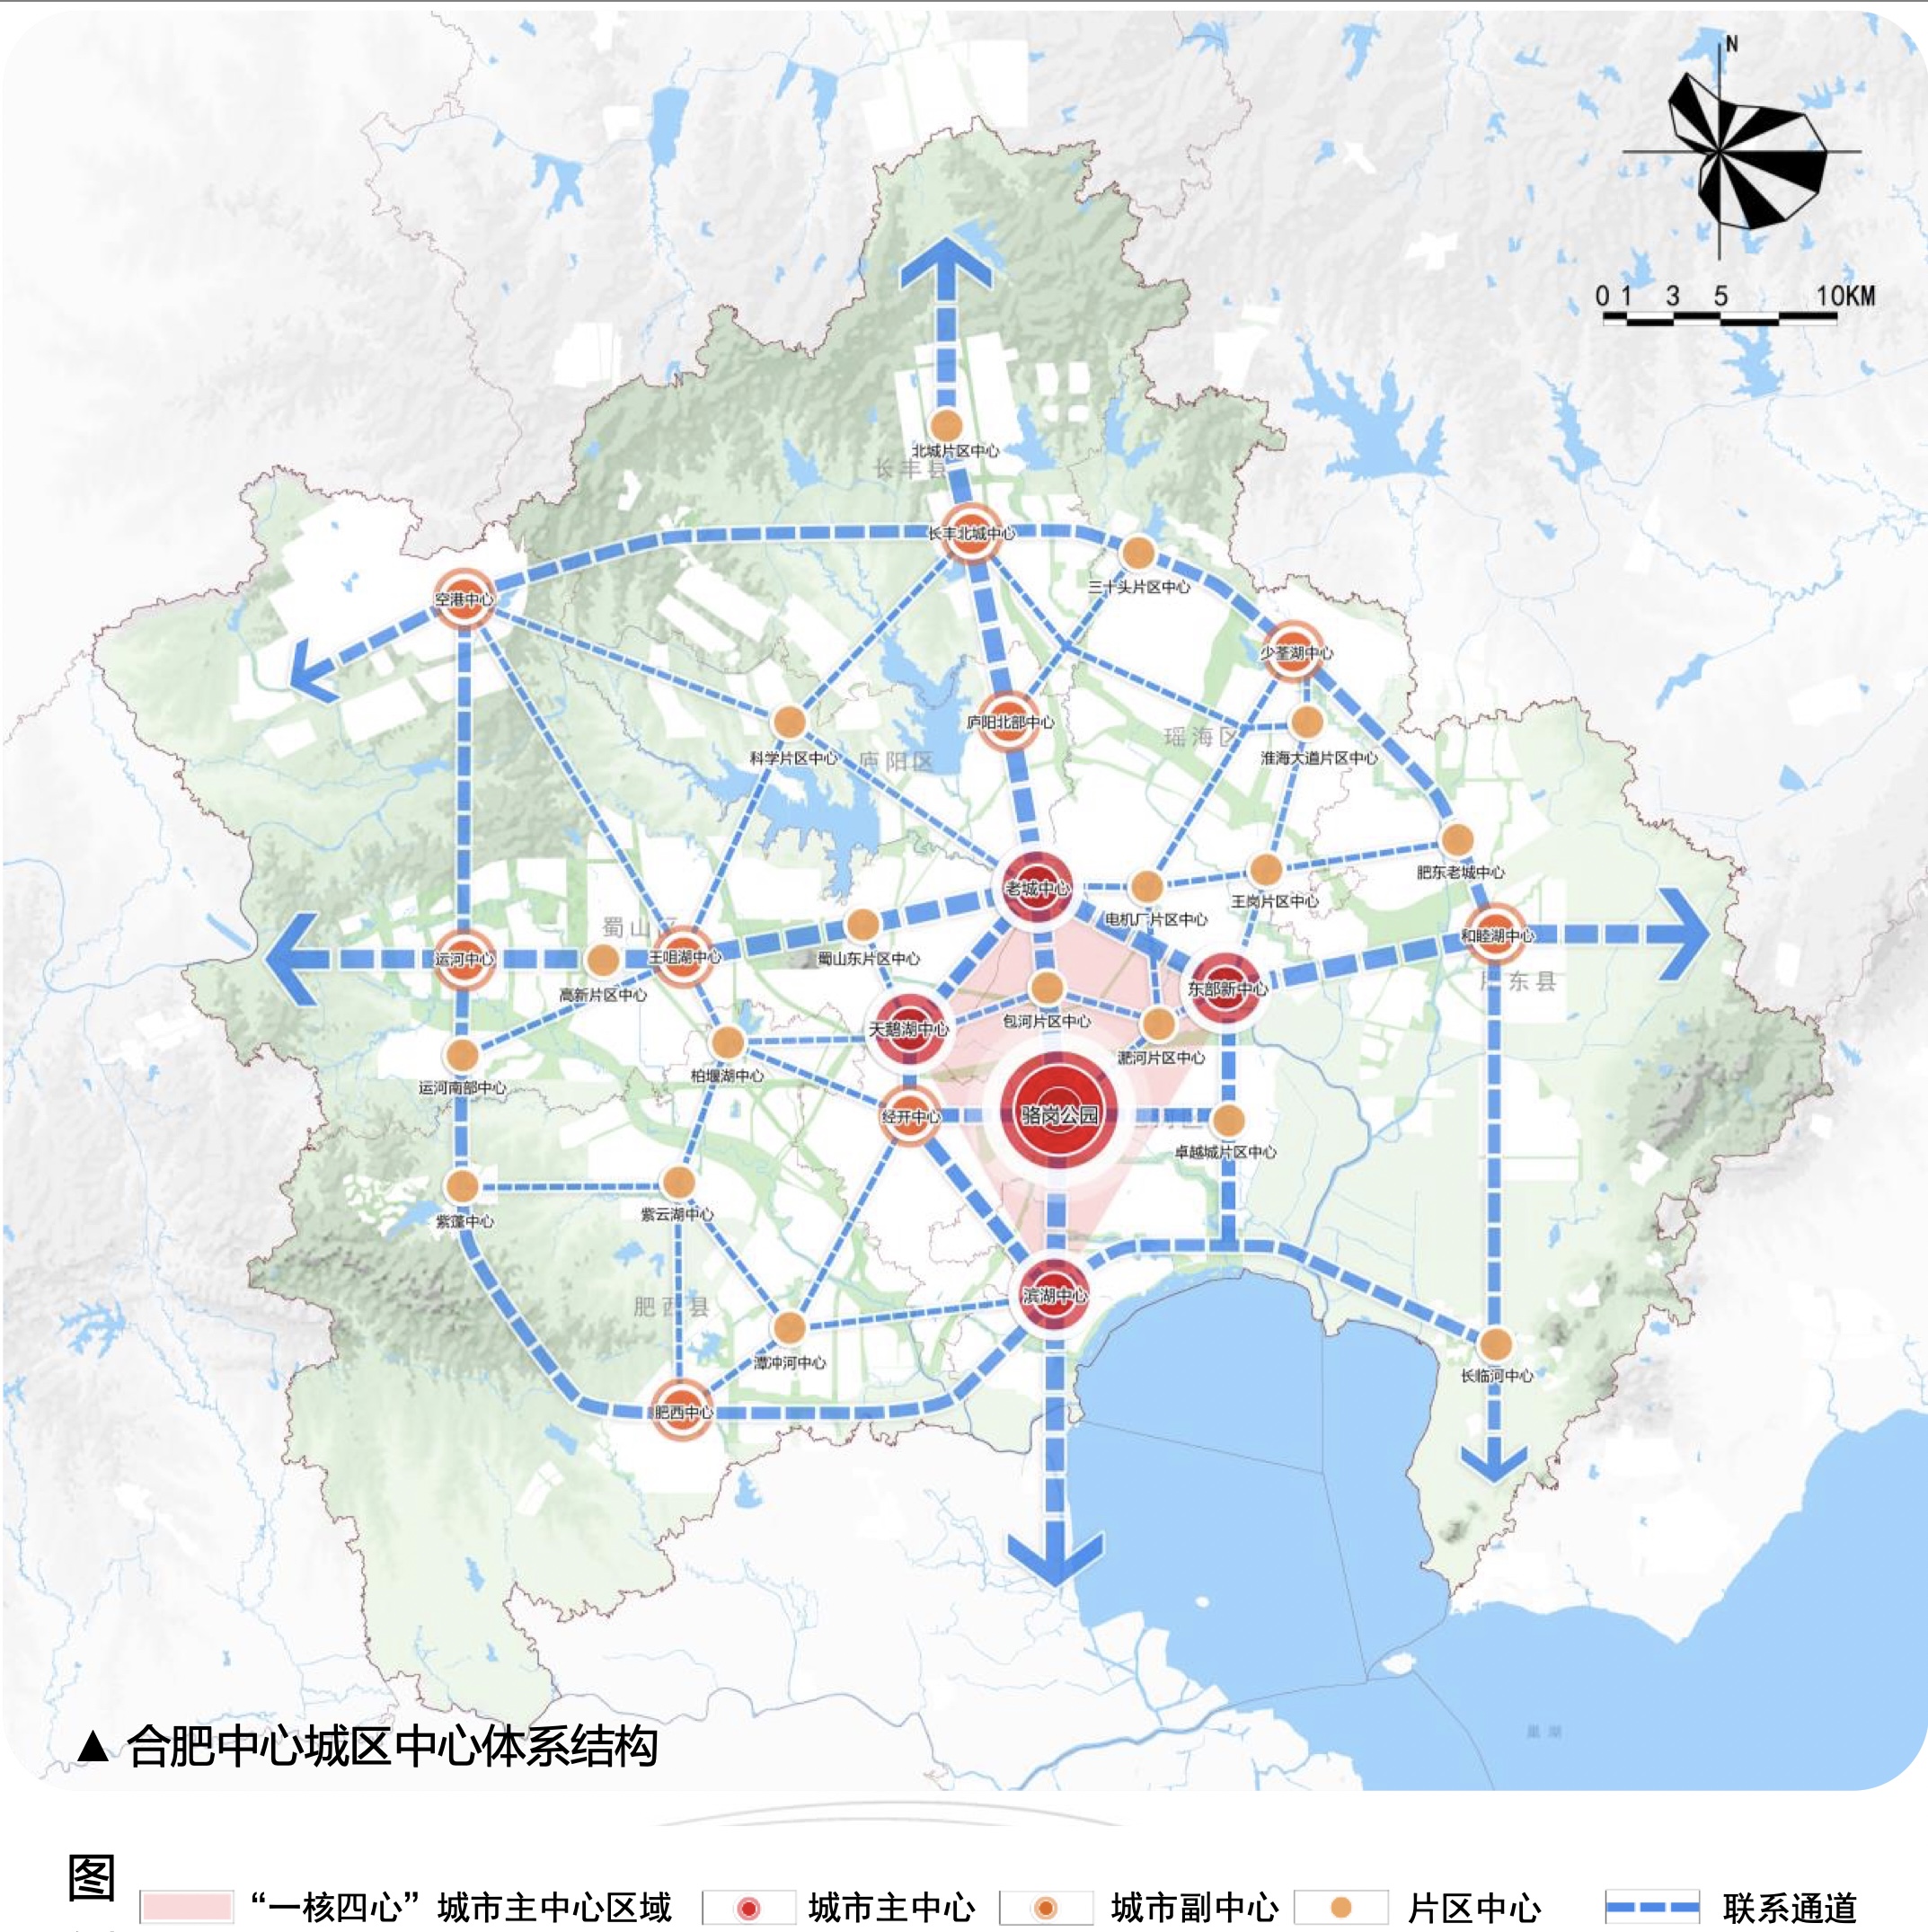 N
0 1 3 5 10KM
北城片区中心
长丰县
长丰北城中心
三十头片区中心
空港中心
少荃湖中心
庐阳北部中心
瑶海区
科学片区中心
庐阳区
淮海大道片区中心
肥东老城中心
老城中心
王岗片区中心
电机厂片区中心
蜀山区
和睦湖中心
运河中心
王咀湖中心
蜀山东片区中心
肥东县
东部新中心
高新片区中心
包河片区中心
天鹅湖中心
淝河片区中心
柏堰湖中心
运河南部中心
骆岗公园
经开中心
卓越城片区中心
紫蓬中心
紫云湖中心
滨湖中心
肥西县
潭冲河中心
长临河中心
肥西中心
巢湖
▲ 合肥中心城区中心体系结构
图
“一核四心”城市主中心区域 城市主中心 城市副中心 片区中心 联系通道